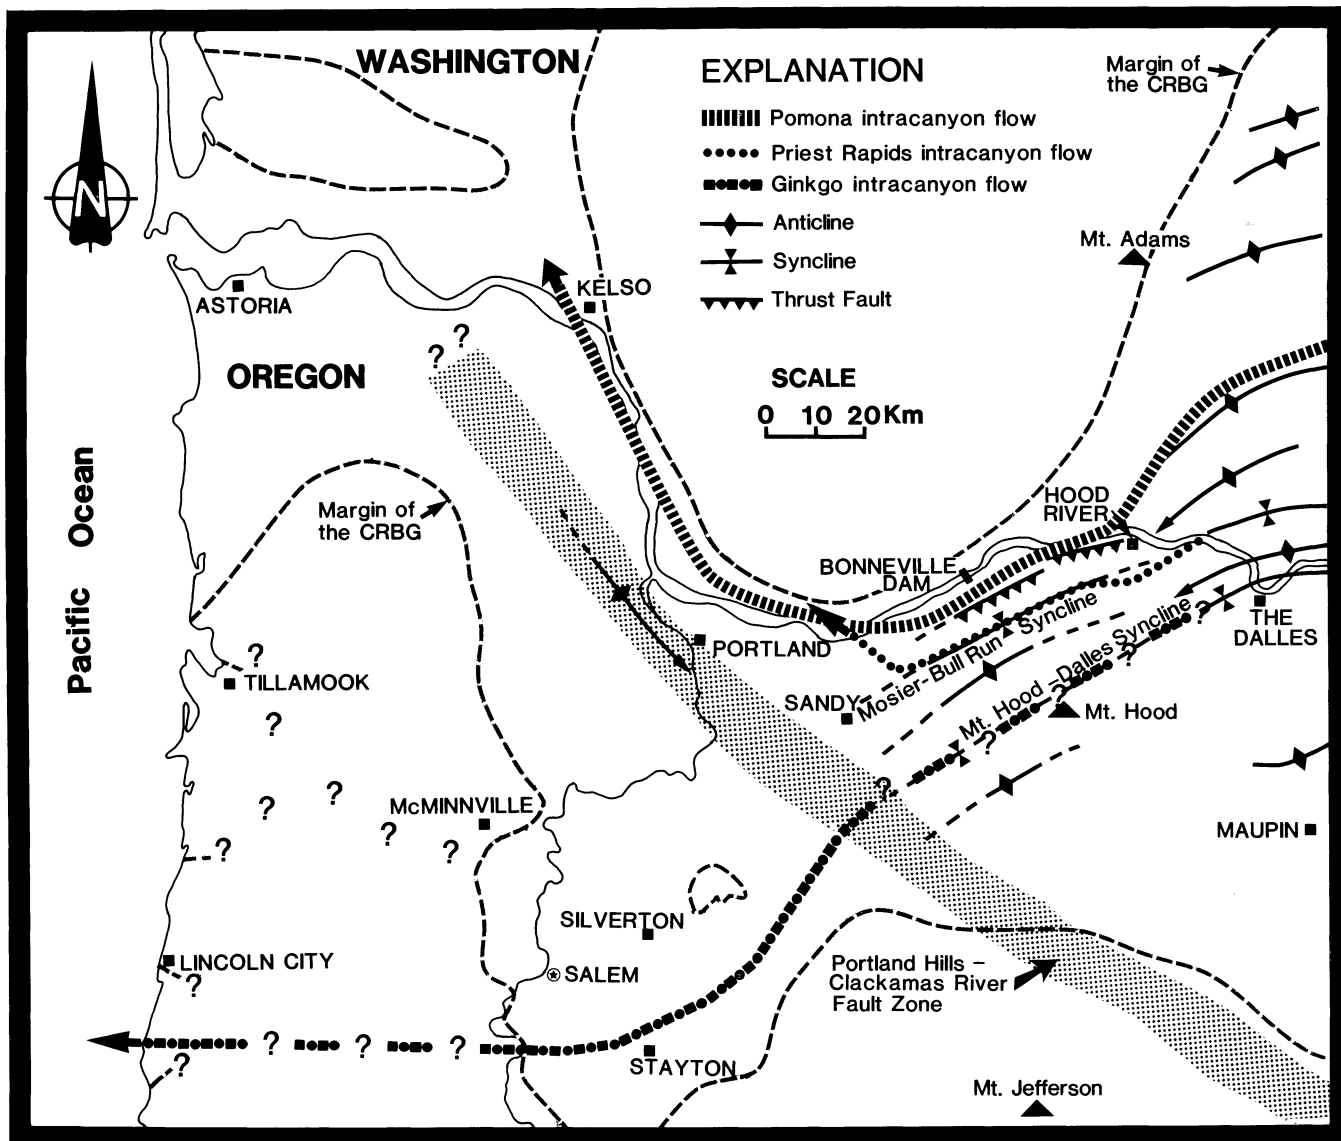 WASHINGTON
EXPLANATION
Pomona intracanyon flow
Priest Rapids intracanyon flow
Ginkgo intracanyon flow
Anticline
Syncline
Thrust Fault
SCALE
0 10 20 Km
Margin of
the CRBG
N
Mt. Adams
KELSO
ASTORIA
? ?
OREGON
Pacific Ocean
Margin of
the CRBG
HOOD
RIVER
BONNEVILLE
DAM
THE
DALLES
PORTLAND
Mosier-Bull Run Syncline
SANDY
Mt. Hood-Dalles Syncline
? ? ? ? ?
Mt. Hood
?
TILLAMOOK
?
? ?
McMINNVILLE
? ?
?
MAUPIN
SILVERTON
SALEM
LINCOLN CITY
?
Portland Hills –
Clackamas River
Fault Zone
? ? ?
?
STAYTON
Mt. Jefferson